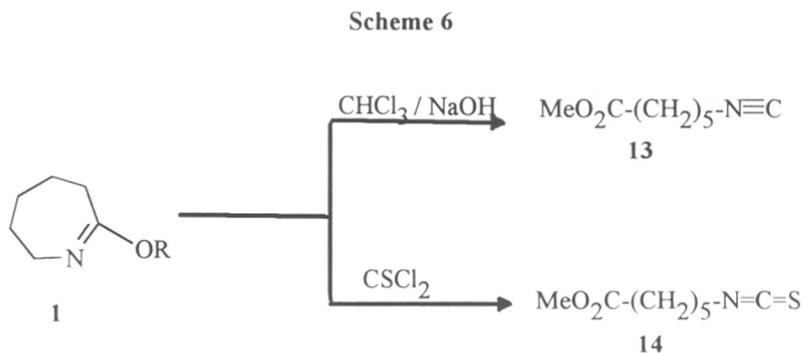 Scheme 6
CHCl3 / NaOH
MeO2C-(CH2)5-N≡C
13
N
OR
1
CSCl2
MeO2C-(CH2)5-N=C=S
14